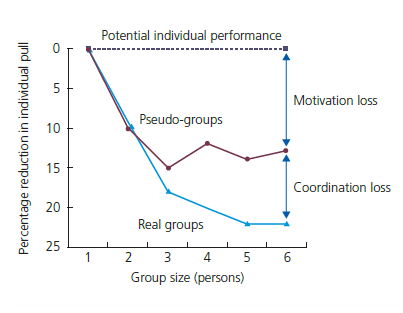 Potential individual performance
Percentage reduction in individual pull
0
5
10
15
20
25
Pseudo-groups
Motivation loss
Coordination loss
Real groups
1 2 3 4 5 6
Group size (persons)